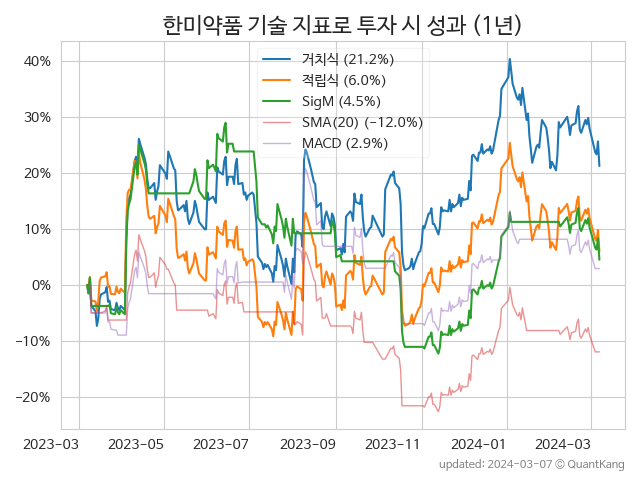 한미약품 기술 지표로 투자 시 성과 (1년)
거치식 (21.2%)
적립식 (6.0%)
SigM (4.5%)
SMA(20) (−12.0%)
MACD (2.9%)
40%
30%
20%
10%
0%
−10%
−20%
2023-03 2023-05 2023-07 2023-09 2023-11 2024-01 2024-03
updated: 2024-03-07 ⓒ QuantKang